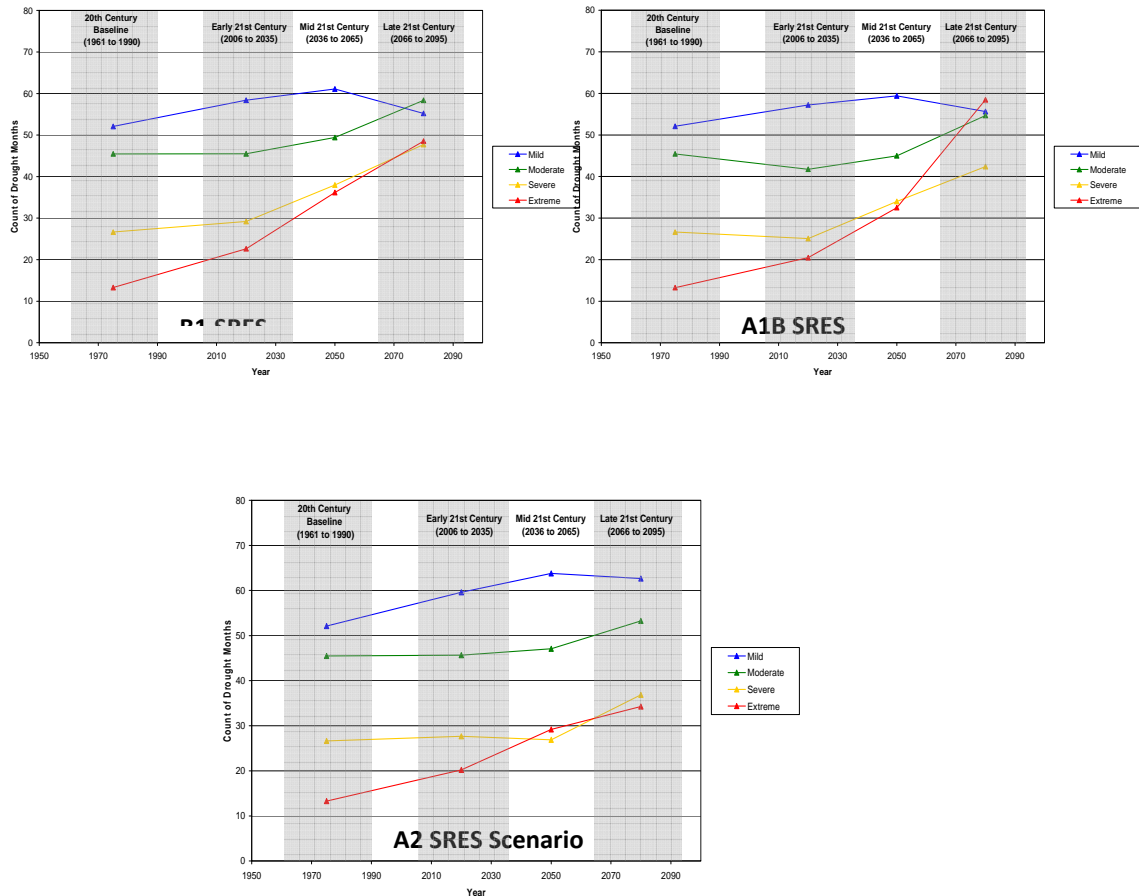 20th Century
Baseline
(1961 to 1990)
Early 21st Century
(2006 to 2035)
Mid 21st Century
(2036 to 2065)
Late 21st Century
(2066 to 2095)
80
70
60
50
40
30
20
10
0
Count of Drought Months
1950
1970
1990
2010
2030
2050
2070
2090
Year
Mild
Moderate
Severe
Extreme
B1 SRES
20th Century
Baseline
(1961 to 1990)
Early 21st Century
(2006 to 2035)
Mid 21st Century
(2036 to 2065)
Late 21st Century
(2066 to 2095)
80
70
60
50
40
30
20
10
0
Count of Drought Months
1950
1970
1990
2010
2030
2050
2070
2090
Year
Mild
Moderate
Severe
Extreme
A1B SRES
20th Century
Baseline
(1961 to 1990)
Early 21st Century
(2006 to 2035)
Mid 21st Century
(2036 to 2065)
Late 21st Century
(2066 to 2095)
80
70
60
50
40
30
20
10
0
Count of Drought Months
1950
1970
1990
2010
2030
2050
2070
2090
Year
Mild
Moderate
Severe
Extreme
A2 SRES Scenario